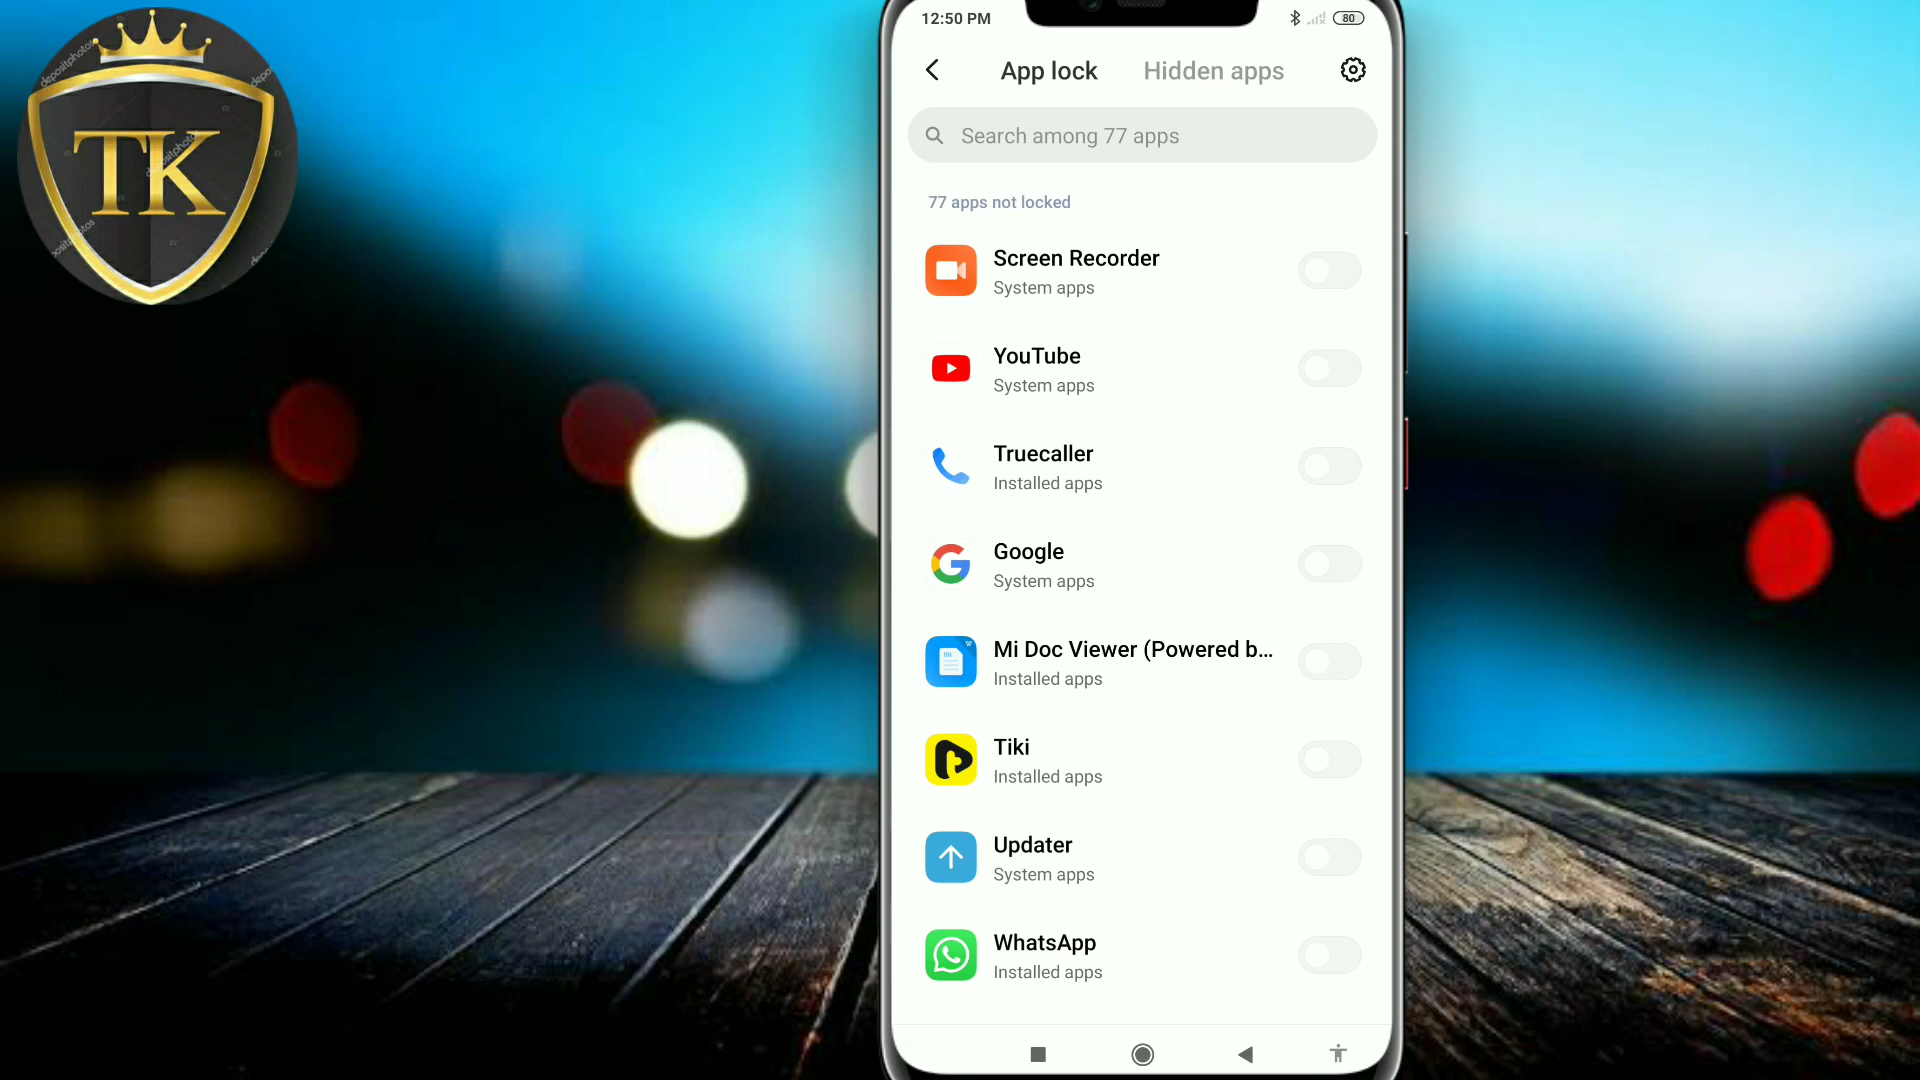 TK
depositphotos
12:50 PM
80
App lock
Hidden apps
Search among 77 apps
77 apps not locked
Screen Recorder
System apps
YouTube
System apps
Truecaller
Installed apps
Google
System apps
Mi Doc Viewer (Powered b...
Installed apps
Tiki
Installed apps
Updater
System apps
WhatsApp
Installed apps